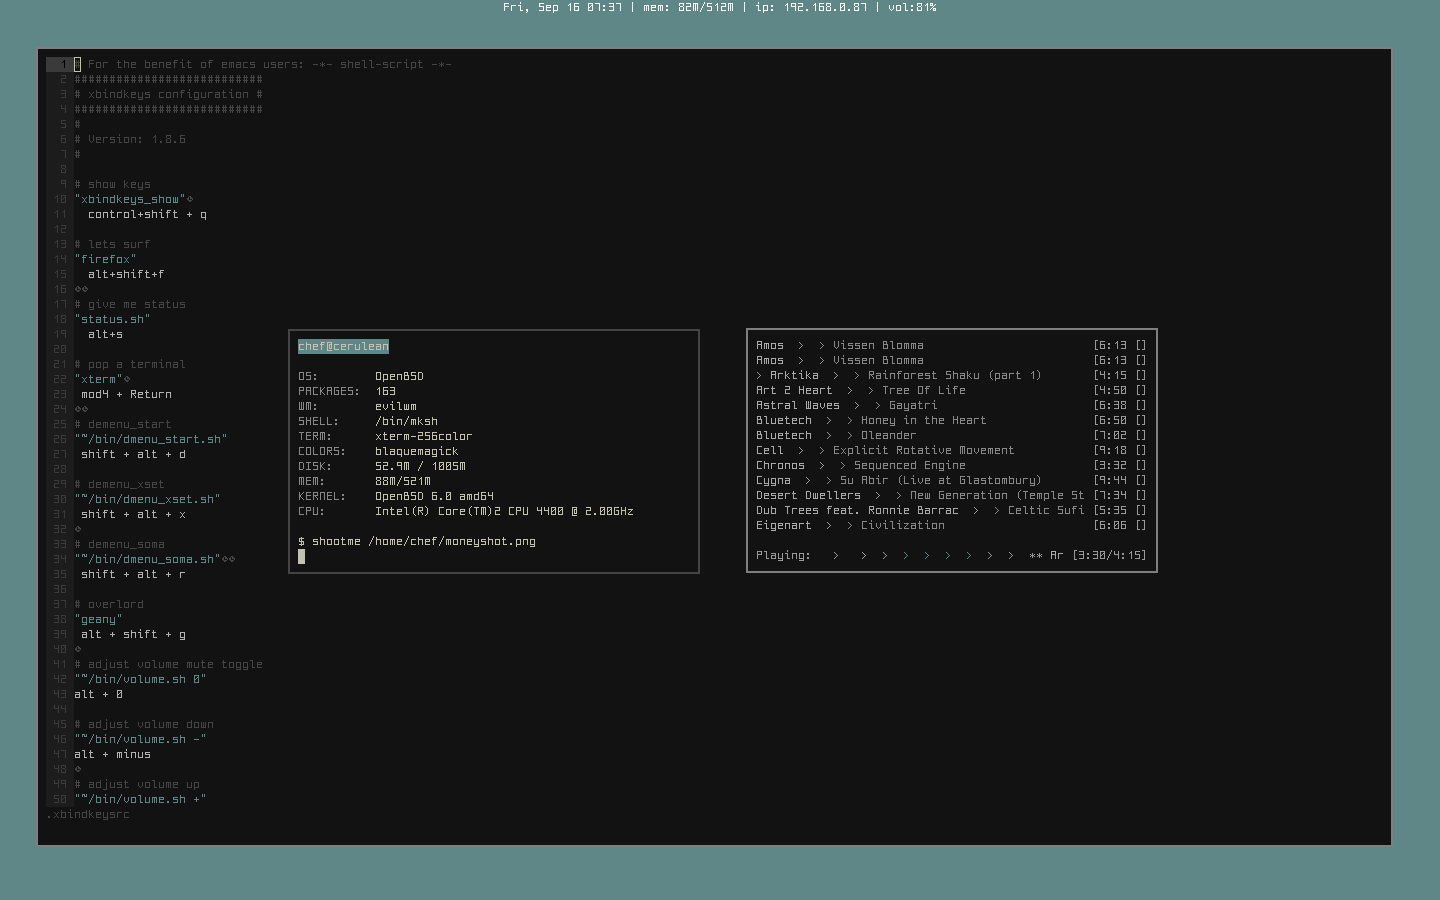 Fri, Sep 16 07:37 | mem: 82M/512M | ip: 192.168.0.87 | vol:81%
1 # For the benefit of emacs users: -*- shell-script -*-
2 ###########################
3 # xbindkeys configuration #
4 ###########################
5 #
6 # Version: 1.8.6
7 #
8
9 # show keys
10 "xbindkeys_show"
11 control+shift + q
12
13 # lets surf
14 "firefox"
15 alt+shift+f
16
17 # give me status
18 "status.sh"
19 alt+s
20
21 # pop a terminal
22 "xterm"
23 mod4 + Return
24
25 # demenu_start
26 "~/bin/dmenu_start.sh"
27 shift + alt + d
28
29 # demenu_xset
30 "~/bin/dmenu_xset.sh"
31 shift + alt + x
32
33 # demenu_soma
34 "~/bin/dmenu_soma.sh"
35 shift + alt + r
36
37 # overlord
38 "geany"
39 alt + shift + g
40
41 # adjust volume mute toggle
42 "~/bin/volume.sh 0"
43 alt + 0
44
45 # adjust volume down
46 "~/bin/volume.sh -"
47 alt + minus
48
49 # adjust volume up
50 "~/bin/volume.sh +"
.xbindkeysrc
chef@cerulean
OS: OpenBSD
PACKAGES: 163
WM: evilwm
SHELL: /bin/mksh
TERM: xterm-256color
COLORS: blaquemagick
DISK: 52.9M / 1005M
MEM: 88M/521M
KERNEL: OpenBSD 6.0 amd64
CPU: Intel(R) Core(TM)2 CPU 4400 @ 2.00GHz
$ shootme /home/chef/moneyshot.png
Amos > > Vissen Blomma [6:13 []
Amos > > Vissen Blomma [6:13 []
> Arktika > > Rainforest Shaku (part 1) [4:15 []
Art 2 Heart > > Tree Of Life [4:50 []
Astral Waves > > Gayatri [6:38 []
Bluetech > > Honey in the Heart [6:50 []
Bluetech > > Oleander [7:02 []
Cell > > Explicit Rotative Movement [9:18 []
Chronos > > Sequenced Engine [3:32 []
Cygna > > Su Abir (Live at Glastombury) [9:44 []
Desert Dwellers > > New Generation (Temple St [7:34 []
Dub Trees feat. Ronnie Barrac > > Celtic Sufi [5:35 []
Eigenart > > Civilization [6:06 []
Playing: > > > > > > > > > ** Ar [3:30/4:15]